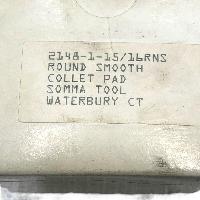 2148-1-15/16RNS
ROUND SMOOTH
COLLET PAD
SOMMA TOOL
WATERBURY CT